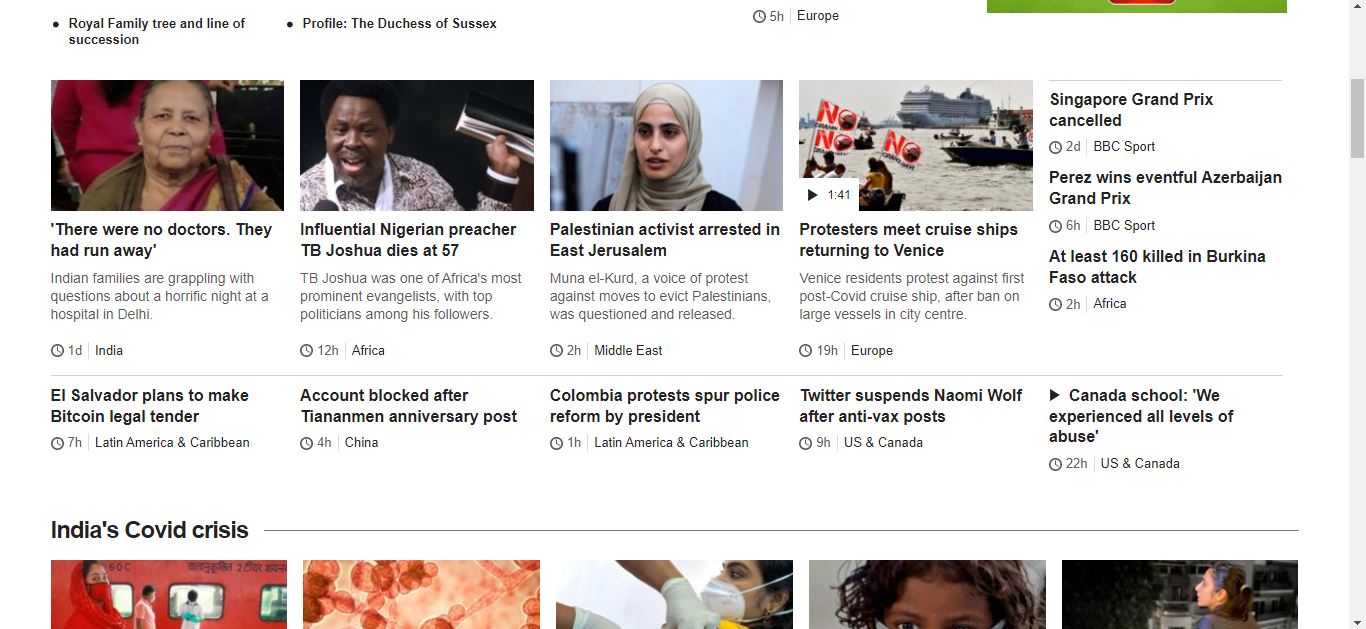 Royal Family tree and line of
succession
Profile: The Duchess of Sussex
5h
Europe
NO
NO
NO
1:41
'There were no doctors. They
had run away'
Indian families are grappling with
questions about a horrific night at a
hospital in Delhi.
1d
India
Influential Nigerian preacher
TB Joshua dies at 57
TB Joshua was one of Africa's most
prominent evangelists, with top
politicians among his followers.
12h
Africa
Palestinian activist arrested in
East Jerusalem
Muna el-Kurd, a voice of protest
against moves to evict Palestinians,
was questioned and released.
2h
Middle East
Protesters meet cruise ships
returning to Venice
Venice residents protest against first
post-Covid cruise ship, after ban on
large vessels in city centre.
19h
Europe
Singapore Grand Prix
cancelled
2d
BBC Sport
Perez wins eventful Azerbaijan
Grand Prix
6h
BBC Sport
At least 160 killed in Burkina
Faso attack
2h
Africa
El Salvador plans to make
Bitcoin legal tender
7h
Latin America & Caribbean
Account blocked after
Tiananmen anniversary post
4h
China
Colombia protests spur police
reform by president
1h
Latin America & Caribbean
Twitter suspends Naomi Wolf
after anti-vax posts
9h
US & Canada
Canada school: 'We
experienced all levels of
abuse'
22h
US & Canada
India's Covid crisis
वातानुकूलित 2टीयर